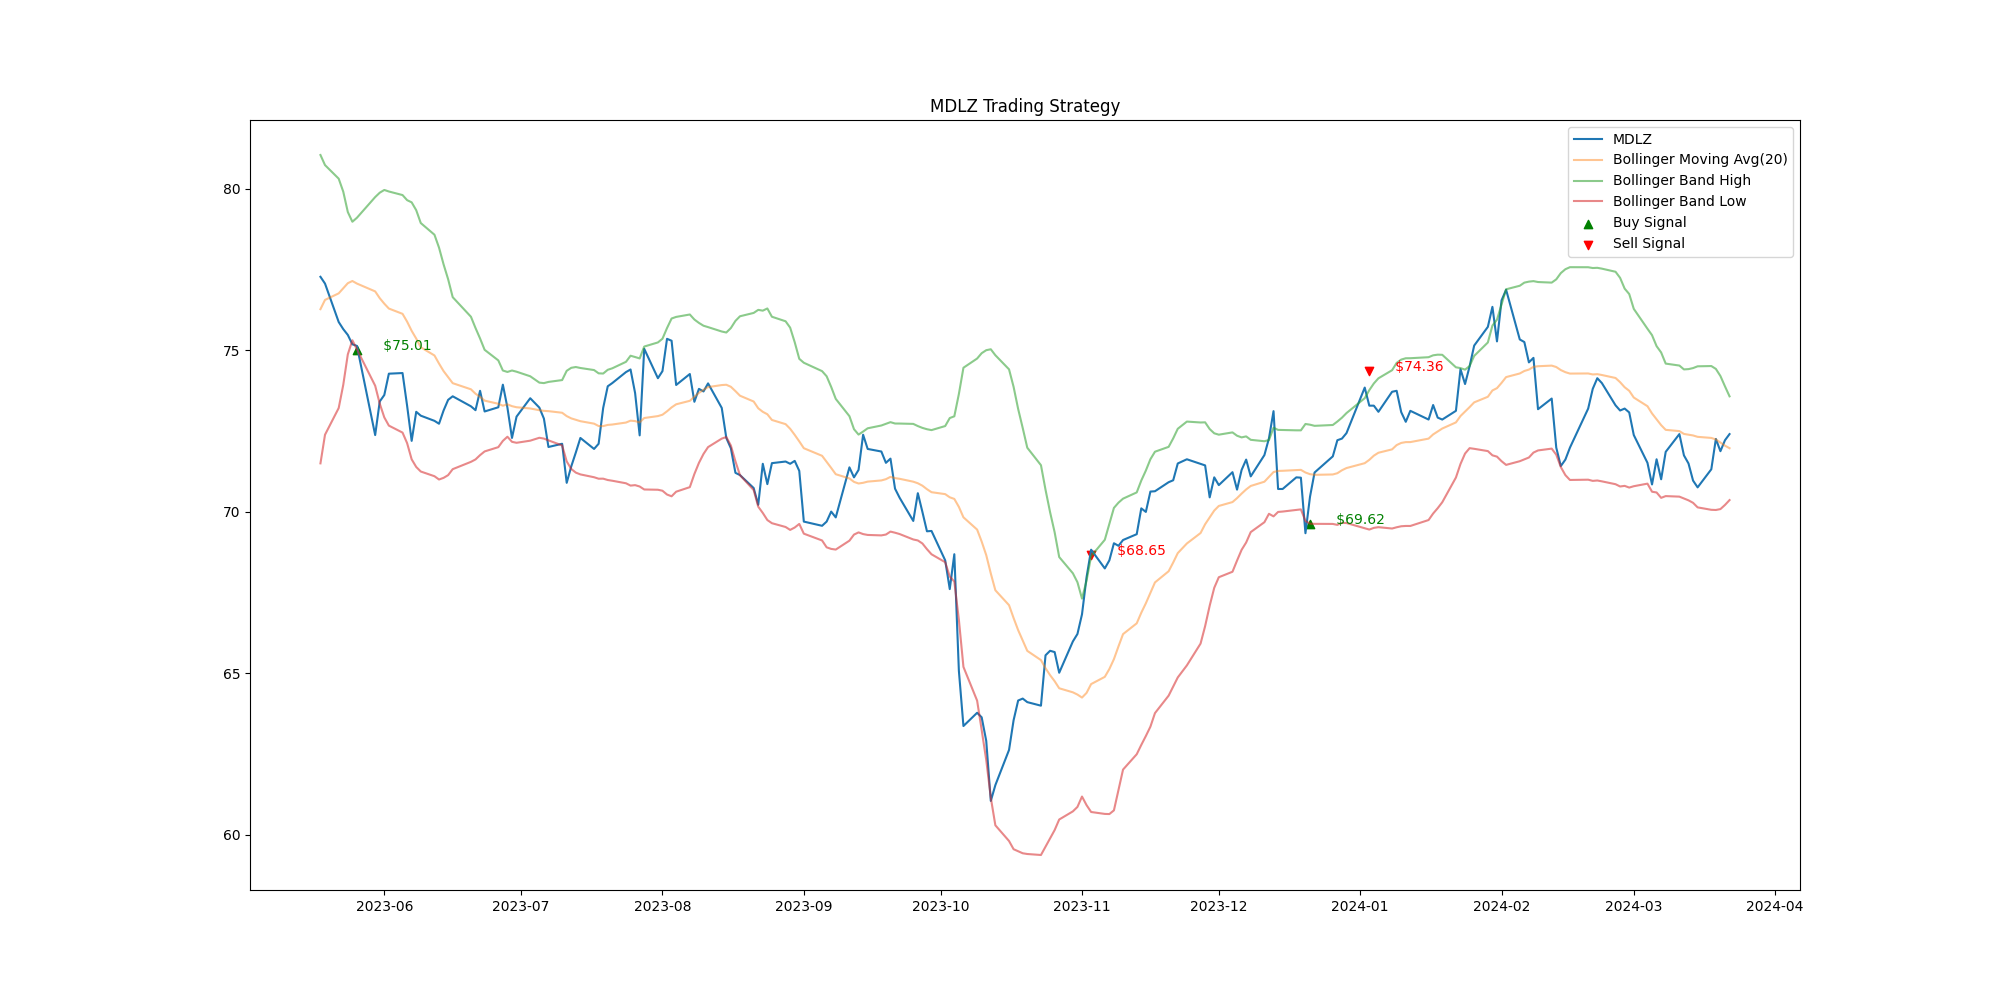 MDLZ Trading Strategy
MDLZ
Bollinger Moving Avg(20)
Bollinger Band High
Bollinger Band Low
Buy Signal
Sell Signal
80
75
70
65
60
$75.01
$74.36
$69.62
$68.65
2023-06
2023-07
2023-08
2023-09
2023-10
2023-11
2023-12
2024-01
2024-02
2024-03
2024-04